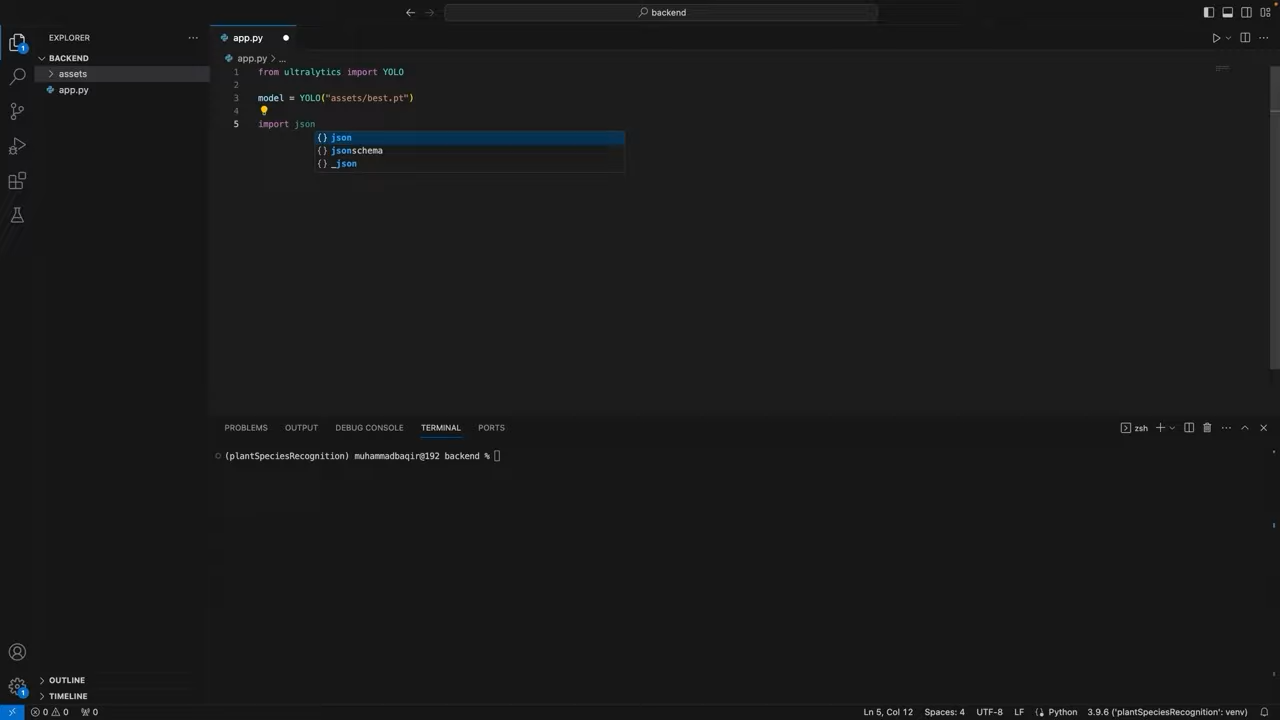 backend
EXPLORER
app.py
BACKEND
assets
app.py
app.py > ...
1 from ultralytics import YOLO
2
3 model = YOLO("assets/best.pt")
4
5 import json
{} json
{} jsonschema
{} _json
PROBLEMS OUTPUT DEBUG CONSOLE TERMINAL PORTS
zsh
(plantSpeciesRecognition) muhammadbaqir@192 backend %
OUTLINE
TIMELINE
1
1
0 0 0
Ln 5, Col 12 Spaces: 4 UTF-8 LF {} Python 3.9.6 ('plantSpeciesRecognition': venv)